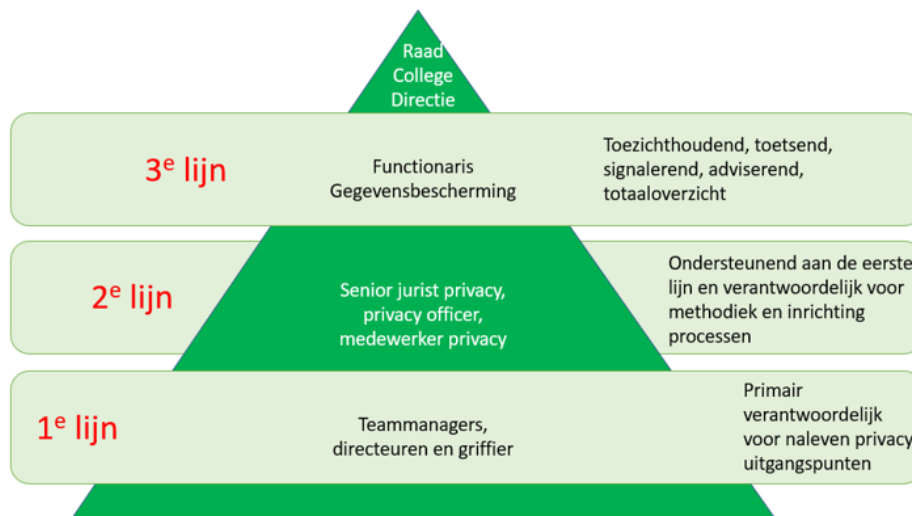 Raad
College
Directie
3e lijn
Functionaris
Gegevensbescherming
Toezichthoudend, toetsend,
signalerend, adviserend,
totaaloverzicht
2e lijn
Senior jurist privacy,
privacy officer,
medewerker privacy
Ondersteunend aan de eerste
lijn en verantwoordelijk voor
methodiek en inrichting
processen
1e lijn
Teammanagers,
directeuren en griffier
Primair
verantwoordelijk
voor naleven privacy
uitgangspunten